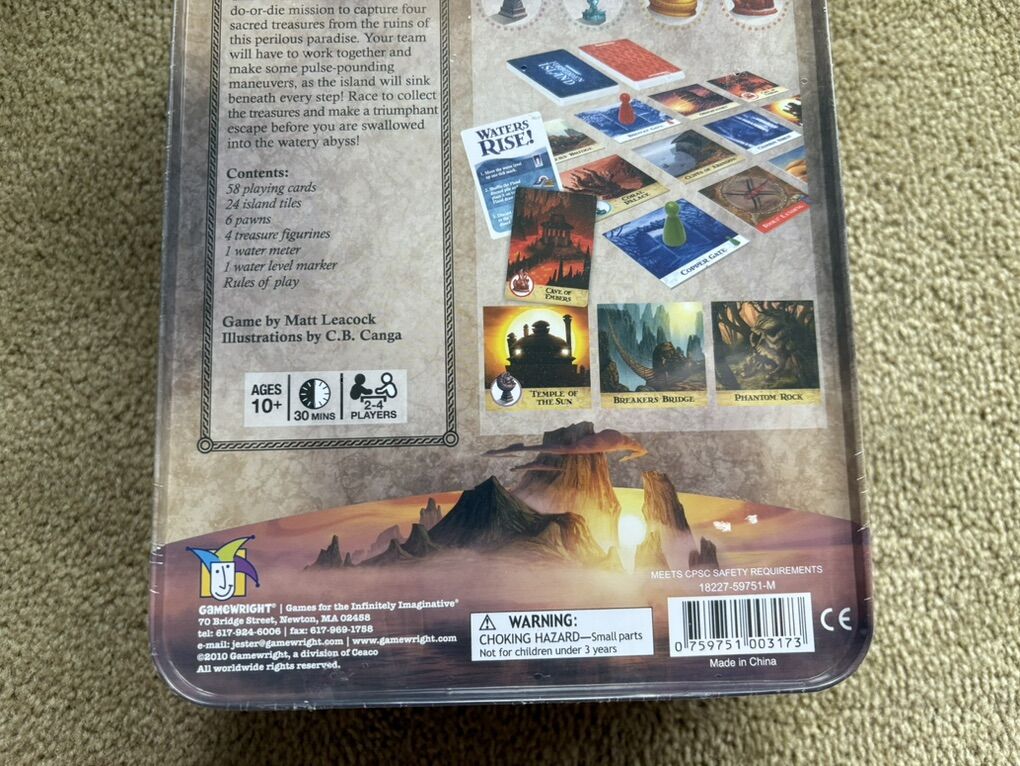 do-or-die mission to capture four
sacred treasures from the ruins of
this perilous paradise. Your team
will have to work together and
make some pulse-pounding
maneuvers, as the island will sink
beneath every step! Race to collect
the treasures and make a triumphant
escape before you are swallowed
into the watery abyss!
Contents:
58 playing cards
24 island tiles
6 pawns
4 treasure figurines
1 water meter
1 water level marker
Rules of play
Game by Matt Leacock
Illustrations by C.B. Canga
AGES
10+
30 MINS
2-4
PLAYERS
WATERS
RISE!
CORAL
PALACE
COPPER GATE
CAVE OF
EMBERS
TEMPLE OF
THE SUN
BREAKERS BRIDGE
PHANTOM ROCK
GAMEWRIGHT® | Games for the Infinitely Imaginative®
70 Bridge Street, Newton, MA 02458
tel: 617-924-6006 | fax: 617-969-1758
e-mail: jester@gamewright.com | www.gamewright.com
©2010 Gamewright, a division of Ceaco
All worldwide rights reserved.
WARNING:
CHOKING HAZARD—Small parts
Not for children under 3 years
MEETS CPSC SAFETY REQUIREMENTS
18227-59751-M
0 759751 003173
Made in China
CE